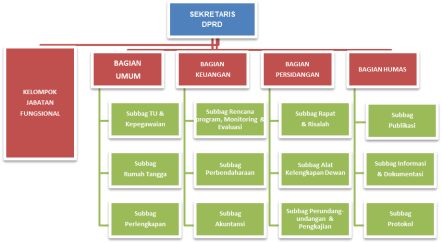 SEKRETARIS
DPRD
KELOMPOK
JABATAN
FUNGSIONAL
BAGIAN
UMUM
BAGIAN
KEUANGAN
BAGIAN
PERSIDANGAN
BAGIAN HUMAS
Subbag TU &
Kepegawaian
Subbag Rencana
program, Monitoring &
Evaluasi
Subbag Rapat
& Risalah
Subbag
Publikasi
Subbag
Rumah Tangga
Subbag
Perbendaharaan
Subbag Alat
Kelengkapan Dewan
Subbag Informasi
& Dokumentasi
Subbag
Perlengkapan
Subbag
Akuntansi
Subbag Perundang-
undangan &
Pengkajian
Subbag
Protokol